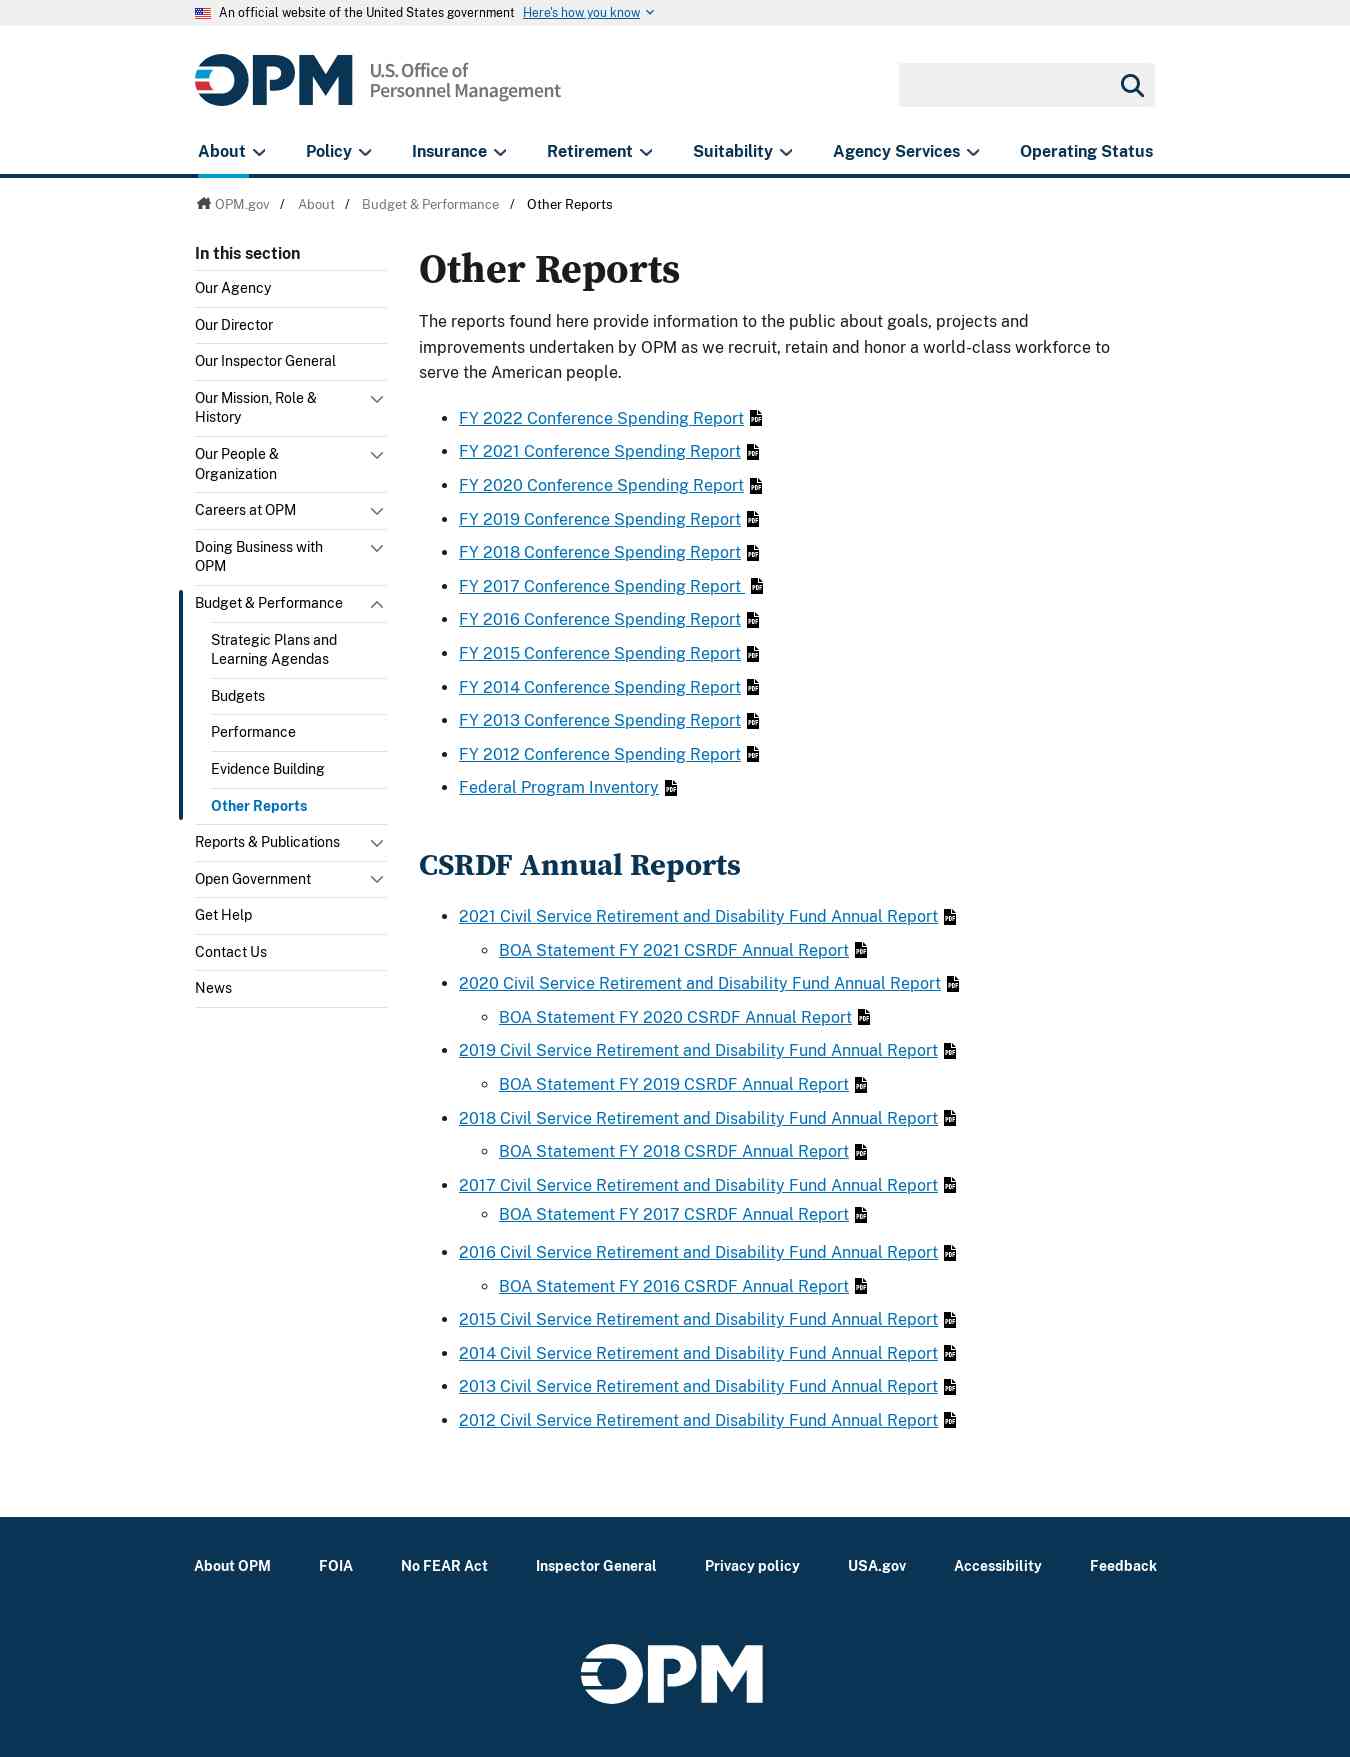 An official website of the United States government Here's how you know
OPM U.S. Office of
Personnel Management
About Policy Insurance Retirement Suitability Agency Services Operating Status
OPM.gov / About / Budget & Performance / Other Reports
In this section
Our Agency
Our Director
Our Inspector General
Our Mission, Role &
History
Our People &
Organization
Careers at OPM
Doing Business with
OPM
Budget & Performance
Strategic Plans and
Learning Agendas
Budgets
Performance
Evidence Building
Other Reports
Reports & Publications
Open Government
Get Help
Contact Us
News
Other Reports
The reports found here provide information to the public about goals, projects and
improvements undertaken by OPM as we recruit, retain and honor a world-class workforce to
serve the American people.
FY 2022 Conference Spending Report
FY 2021 Conference Spending Report
FY 2020 Conference Spending Report
FY 2019 Conference Spending Report
FY 2018 Conference Spending Report
FY 2017 Conference Spending Report
FY 2016 Conference Spending Report
FY 2015 Conference Spending Report
FY 2014 Conference Spending Report
FY 2013 Conference Spending Report
FY 2012 Conference Spending Report
Federal Program Inventory
CSRDF Annual Reports
2021 Civil Service Retirement and Disability Fund Annual Report
BOA Statement FY 2021 CSRDF Annual Report
2020 Civil Service Retirement and Disability Fund Annual Report
BOA Statement FY 2020 CSRDF Annual Report
2019 Civil Service Retirement and Disability Fund Annual Report
BOA Statement FY 2019 CSRDF Annual Report
2018 Civil Service Retirement and Disability Fund Annual Report
BOA Statement FY 2018 CSRDF Annual Report
2017 Civil Service Retirement and Disability Fund Annual Report
BOA Statement FY 2017 CSRDF Annual Report
2016 Civil Service Retirement and Disability Fund Annual Report
BOA Statement FY 2016 CSRDF Annual Report
2015 Civil Service Retirement and Disability Fund Annual Report
2014 Civil Service Retirement and Disability Fund Annual Report
2013 Civil Service Retirement and Disability Fund Annual Report
2012 Civil Service Retirement and Disability Fund Annual Report
About OPM FOIA No FEAR Act Inspector General Privacy policy USA.gov Accessibility Feedback
OPM